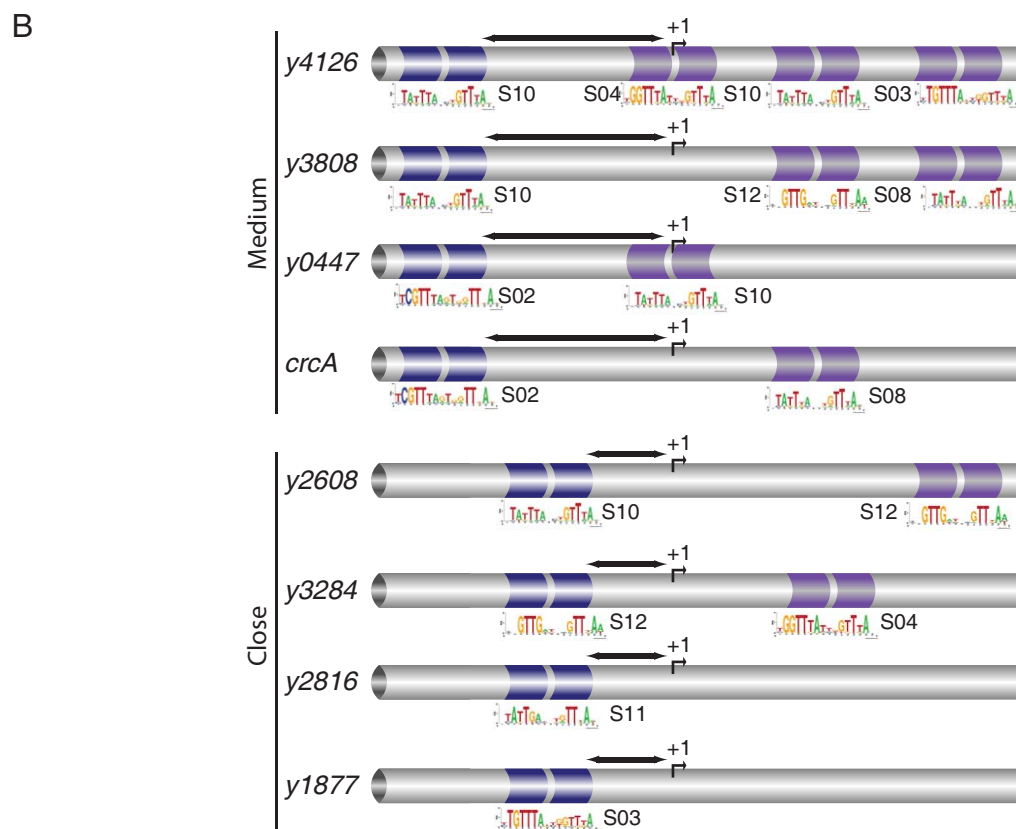 B
+1
y4126
S10
S04
S10
S03
+1
y3808
S10
S12
S08
+1
y0447
S02
S10
+1
crcA
S02
S08
Medium
+1
y2608
S10
S12
+1
y3284
S12
S04
+1
y2816
S11
+1
y1877
S03
Close